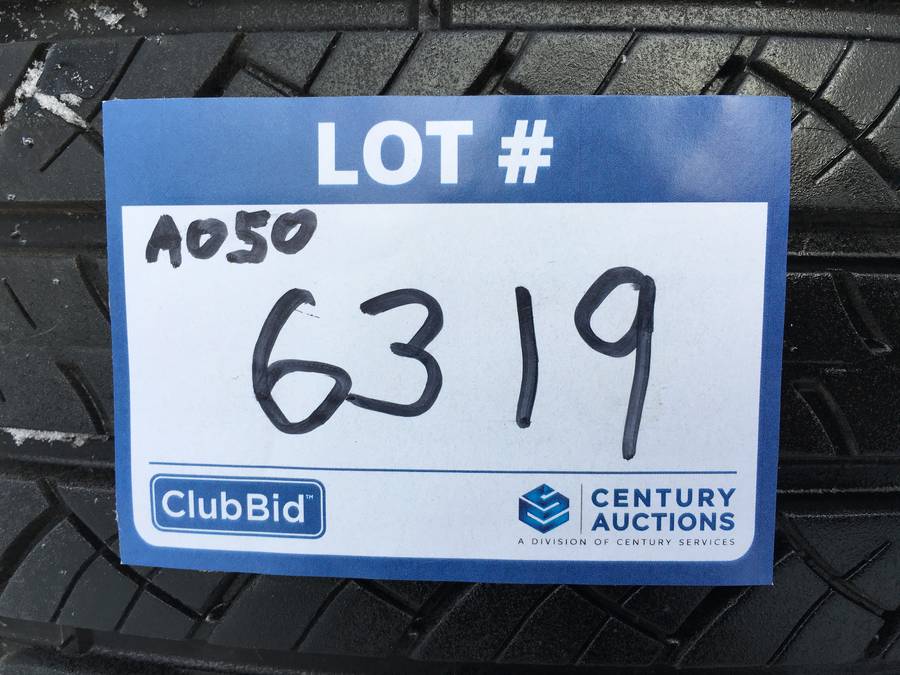 LOT #
A050
6319
ClubBid™
CENTURY
AUCTIONS
A DIVISION OF CENTURY SERVICES